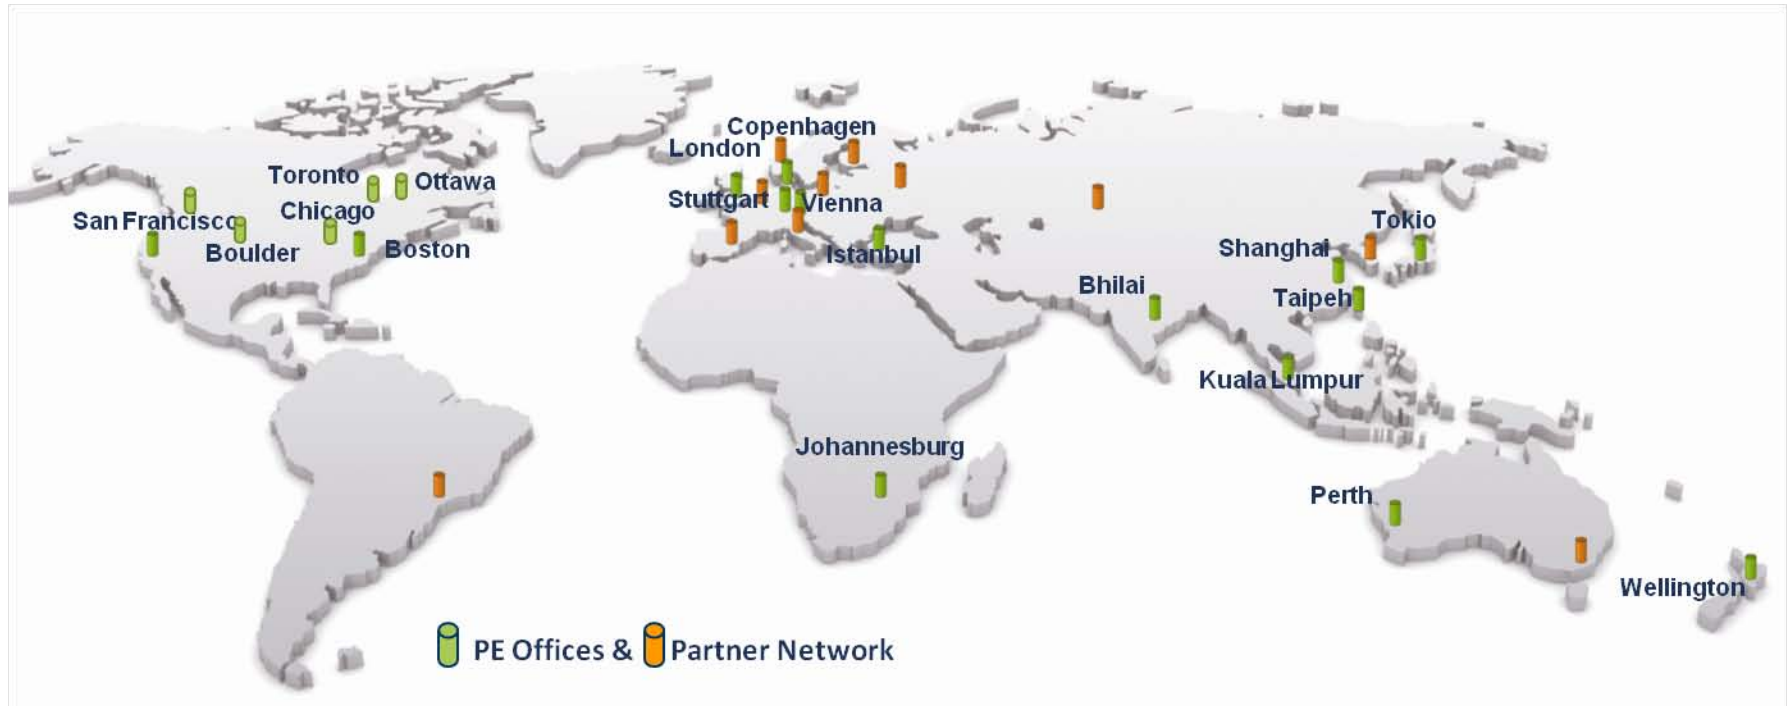 Copenhagen
London
Toronto
Ottawa
Stuttgart
Vienna
San Francisco
Chicago
Tokio
Boulder
Boston
Istanbul
Shanghai
Bhilai
Taipeh
Kuala Lumpur
Johannesburg
Perth
Wellington
PE Offices & Partner Network